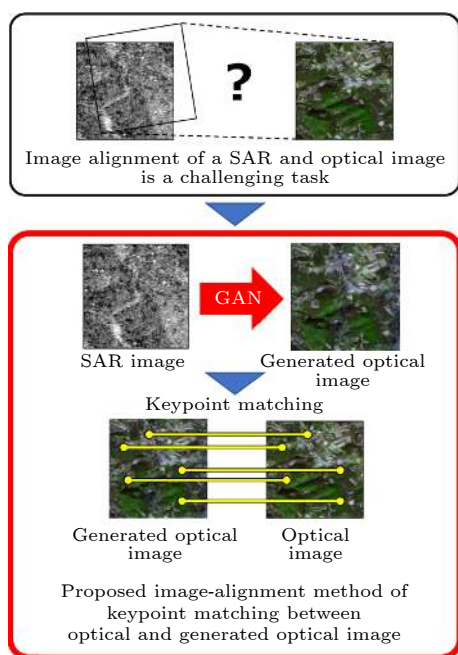 ?
Image alignment of a SAR and optical image
is a challenging task
GAN
SAR image
Generated optical
image
Keypoint matching
Generated optical
image
Optical
image
Proposed image-alignment method of
keypoint matching between
optical and generated optical image